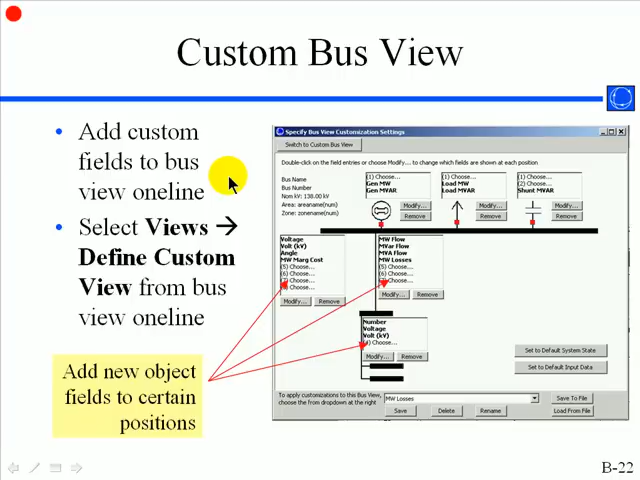 Custom Bus View
• Add custom
fields to bus
view oneline
• Select Views →
Define Custom
View from bus
view oneline
Add new object
fields to certain
positions
Specify Bus View Customization Settings
Switch to Custom Bus View
Double-click on the field entries or choose Modify... to change which fields are shown at each position
Bus Name
Bus Number
Nom kV: 138.00 kV
Area: areaname(num)
Zone: zonename(num)
(1) Choose...
Gen MW
Gen MVAR
Modify...
Remove
(1) Choose...
Load MW
Load MVAR
Modify...
Remove
(1) Choose...
(2) Choose...
Shunt MVAR
Modify...
Remove
Voltage
Volt (kV)
Angle
MW Marg Cost
(5) Choose...
(6) Choose...
(7) Choose...
(8) Choose...
Modify...
Remove
MW Flow
MVar Flow
MVA Flow
MW Losses
(5) Choose...
(6) Choose...
(7) Choose...
Modify...
Remove
Number
Voltage
Volt (kV)
(4) Choose...
Modify...
Remove
Set to Default System State
Set to Default Input Data
To apply customizations to this Bus View,
choose the from dropdown at the right
MW Losses
Save
Delete
Rename
Save To File
Load From File
B-22